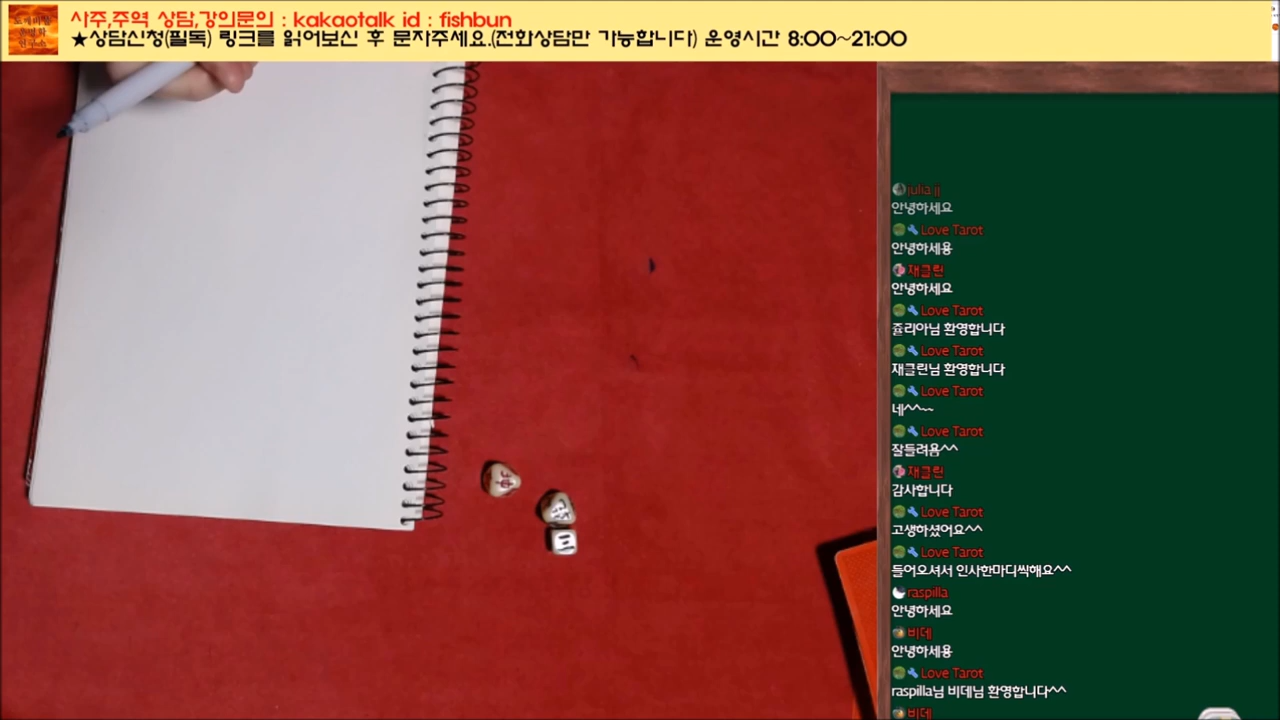 사주,주역 상담,강의문의 : kakaotalk id : fishbun
★상담신청(필독) 링크를 읽어보신 후 문자주세요.(전화상담만 가능합니다) 운영시간 8:00~21:00
julia jj
안녕하세요
Love Tarot
안녕하세용
재클린
안녕하세요
Love Tarot
쥴리아님 환영합니다
Love Tarot
재클린님 환영합니다
Love Tarot
네^^~~
Love Tarot
잘들려욤^^
재클린
감사합니다
Love Tarot
고생하셨어요^^
Love Tarot
들어오셔서 인사한마디씩해요^^
raspilla
안녕하세요
비데
안녕하세용
Love Tarot
raspilla님 비데님 환영합니다^^
비데